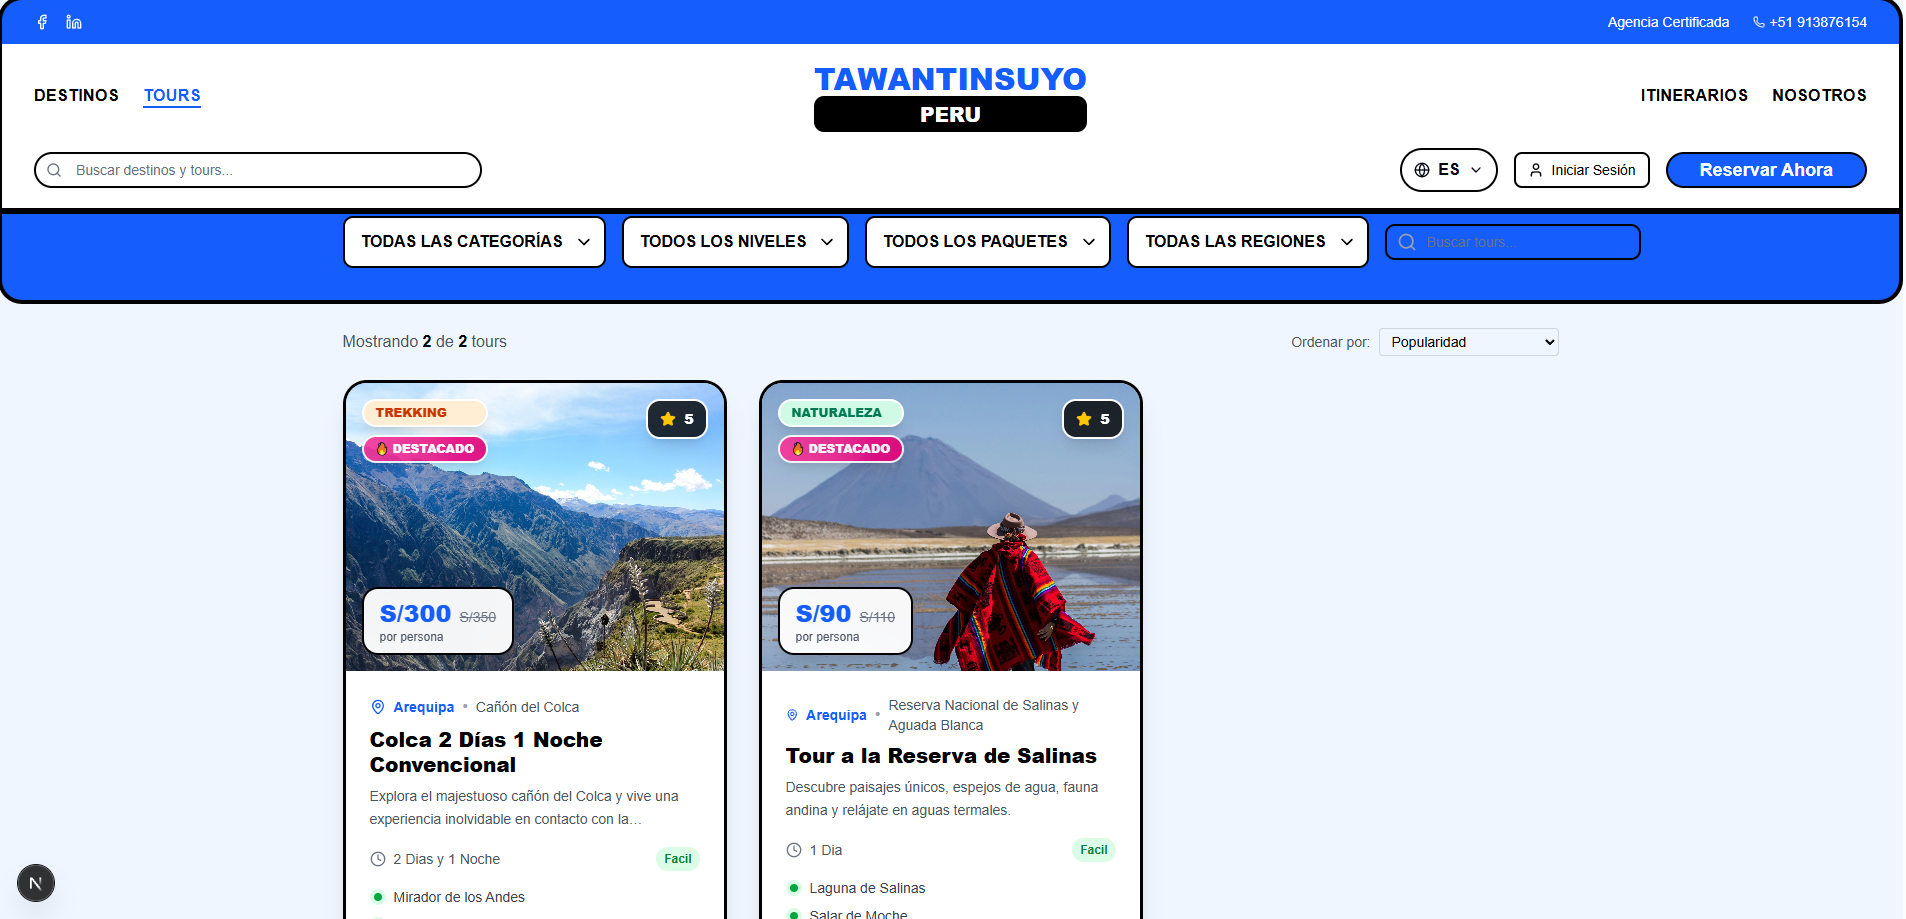 Agencia Certificada
+51 913876154
DESTINOS
TOURS
TAWANTINSUYO
PERU
ITINERARIOS
NOSOTROS
Buscar destinos y tours...
ES
Iniciar Sesión
Reservar Ahora
TODAS LAS CATEGORÍAS
TODOS LOS NIVELES
TODOS LOS PAQUETES
TODAS LAS REGIONES
Buscar tours...
Mostrando 2 de 2 tours
Ordenar por:
Popularidad
TREKKING
DESTACADO
5
S/300 S/350
por persona
Arequipa • Cañón del Colca
Colca 2 Días 1 Noche
Convencional
Explora el majestuoso cañón del Colca y vive una
experiencia inolvidable en contacto con la...
2 Dias y 1 Noche
Facil
Mirador de los Andes
NATURALEZA
DESTACADO
5
S/90 S/110
por persona
Arequipa • Reserva Nacional de Salinas y
Aguada Blanca
Tour a la Reserva de Salinas
Descubre paisajes únicos, espejos de agua, fauna
andina y relájate en aguas termales.
1 Dia
Facil
Laguna de Salinas
Salar de Moche
N